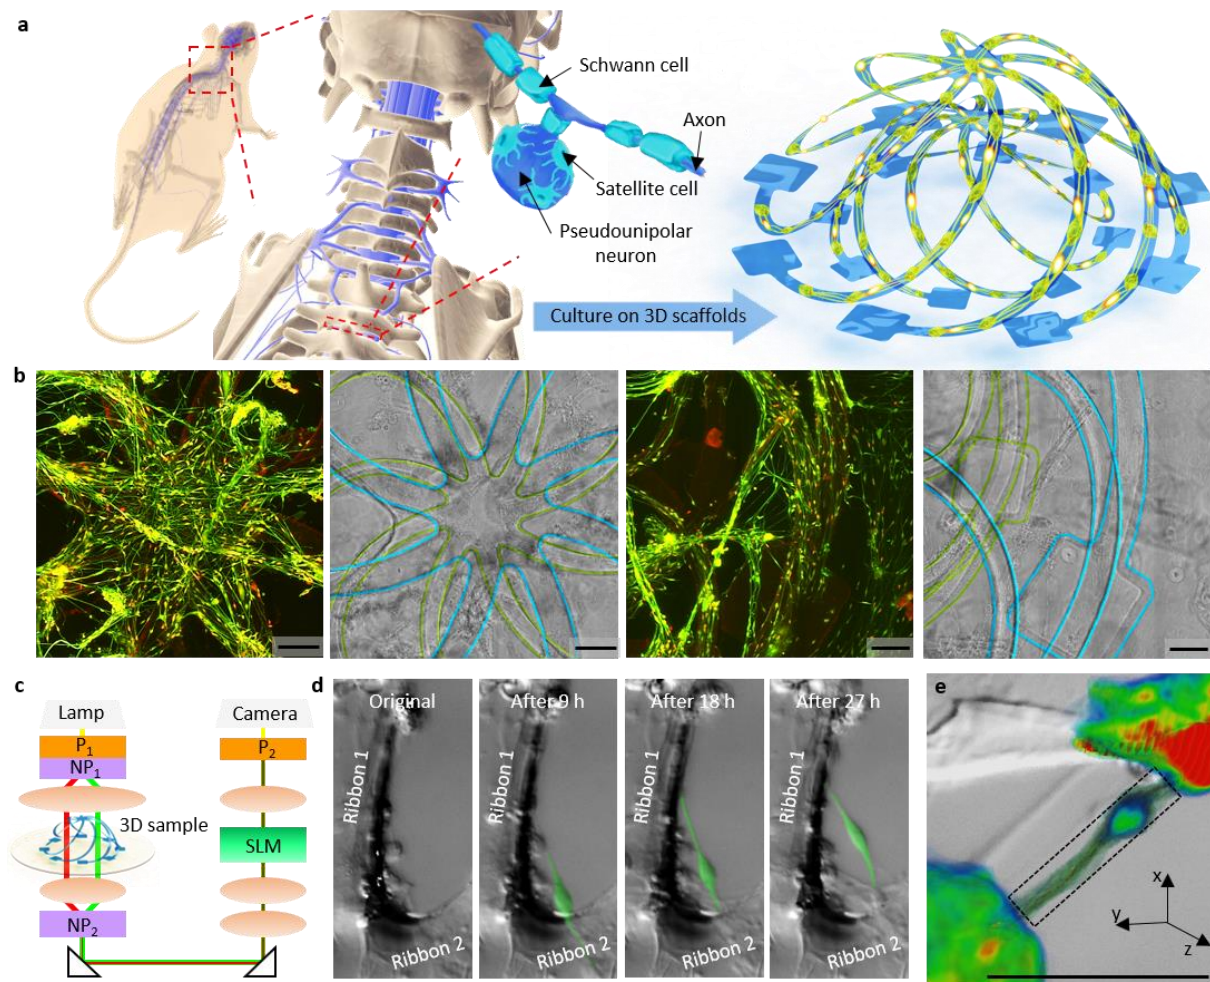 a
Schwann cell
Axon
Satellite cell
Pseudounipolar
neuron
Culture on 3D scaffolds
b
c
Lamp
Camera
P1
P2
NP1
3D sample
SLM
NP2
d
Original
After 9 h
After 18 h
After 27 h
Ribbon 1
Ribbon 1
Ribbon 1
Ribbon 1
Ribbon 2
Ribbon 2
Ribbon 2
Ribbon 2
e
x
y
z